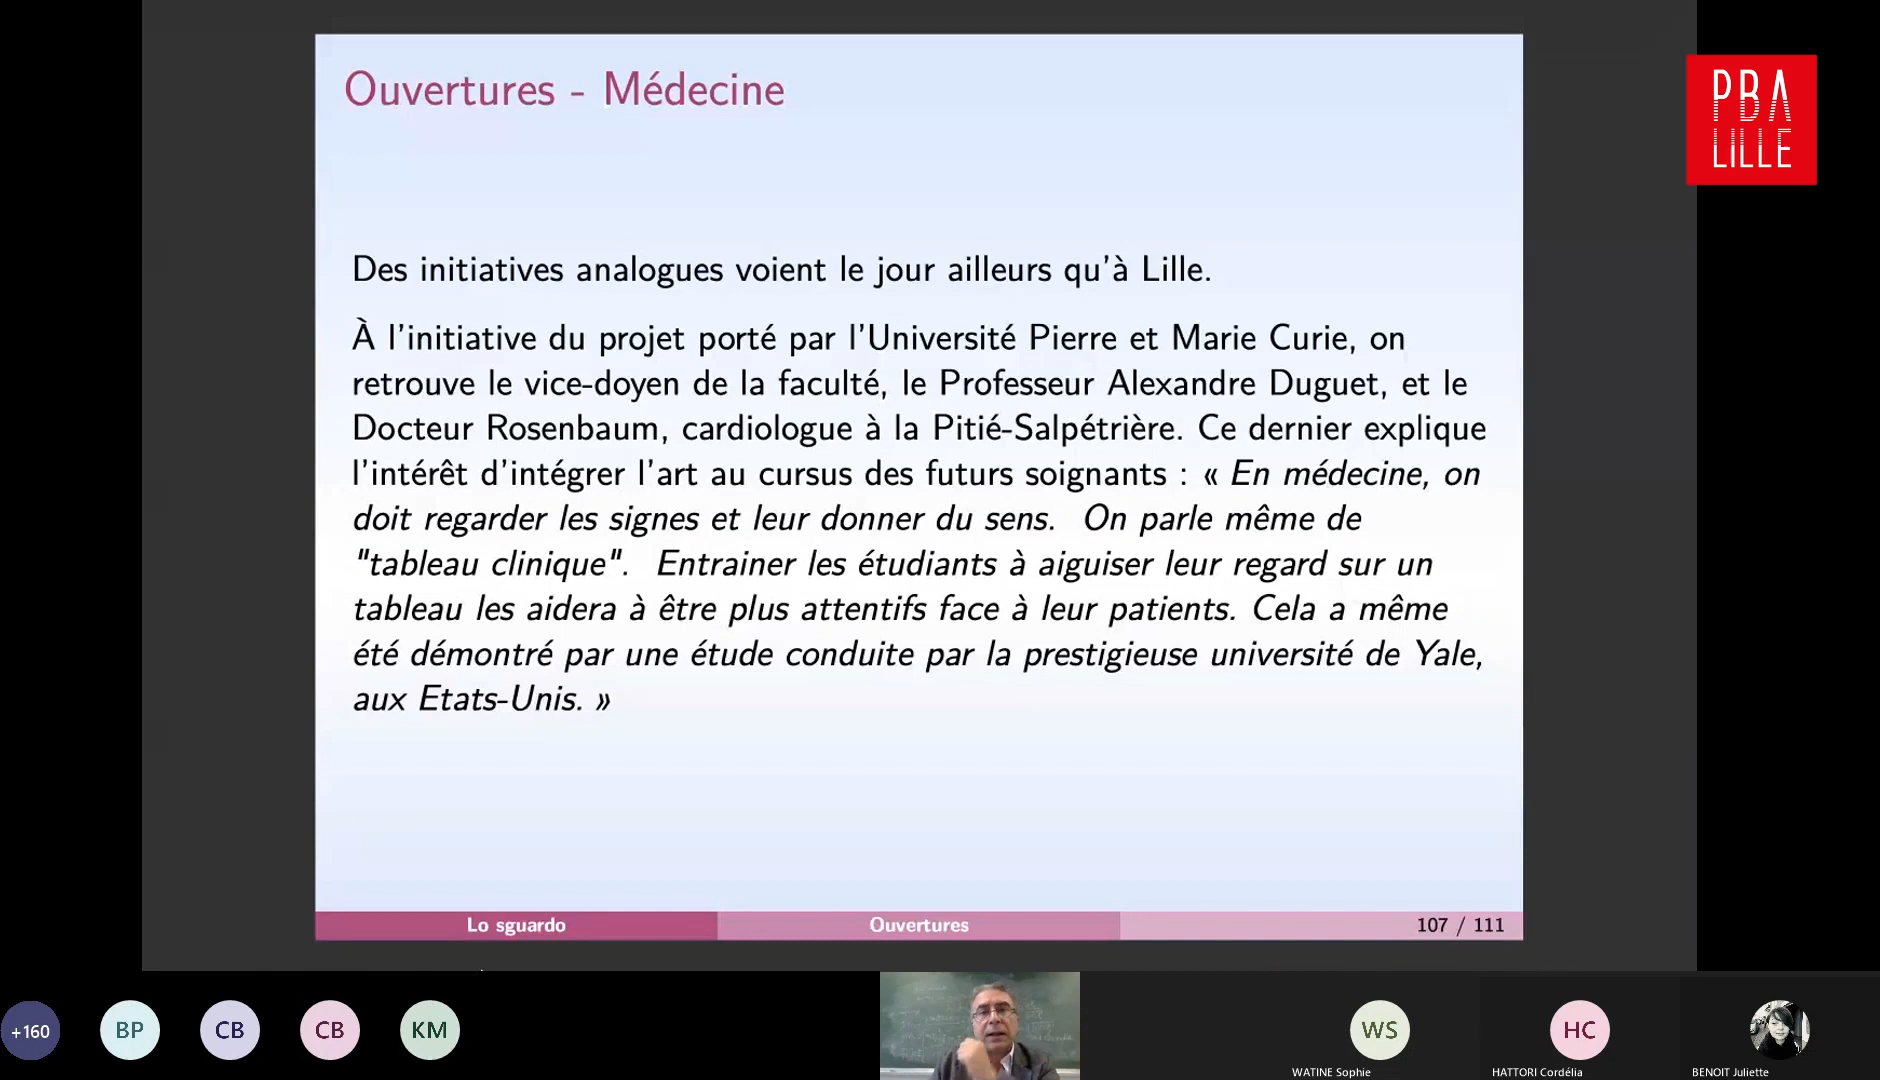 Ouvertures - Médecine
PBA
LILLE
Des initiatives analogues voient le jour ailleurs qu'à Lille.
À l'initiative du projet porté par l'Université Pierre et Marie Curie, on
retrouve le vice-doyen de la faculté, le Professeur Alexandre Duguet, et le
Docteur Rosenbaum, cardiologue à la Pitié-Salpétrière. Ce dernier explique
l'intérêt d'intégrer l'art au cursus des futurs soignants : « En médecine, on
doit regarder les signes et leur donner du sens. On parle même de
"tableau clinique". Entrainer les étudiants à aiguiser leur regard sur un
tableau les aidera à être plus attentifs face à leur patients. Cela a même
été démontré par une étude conduite par la prestigieuse université de Yale,
aux Etats-Unis. »
Lo sguardo
Ouvertures
107 / 111
+160
BP
CB
CB
KM
WS
HC
WATINE Sophie
HATTORI Cordélia
BENOIT Juliette